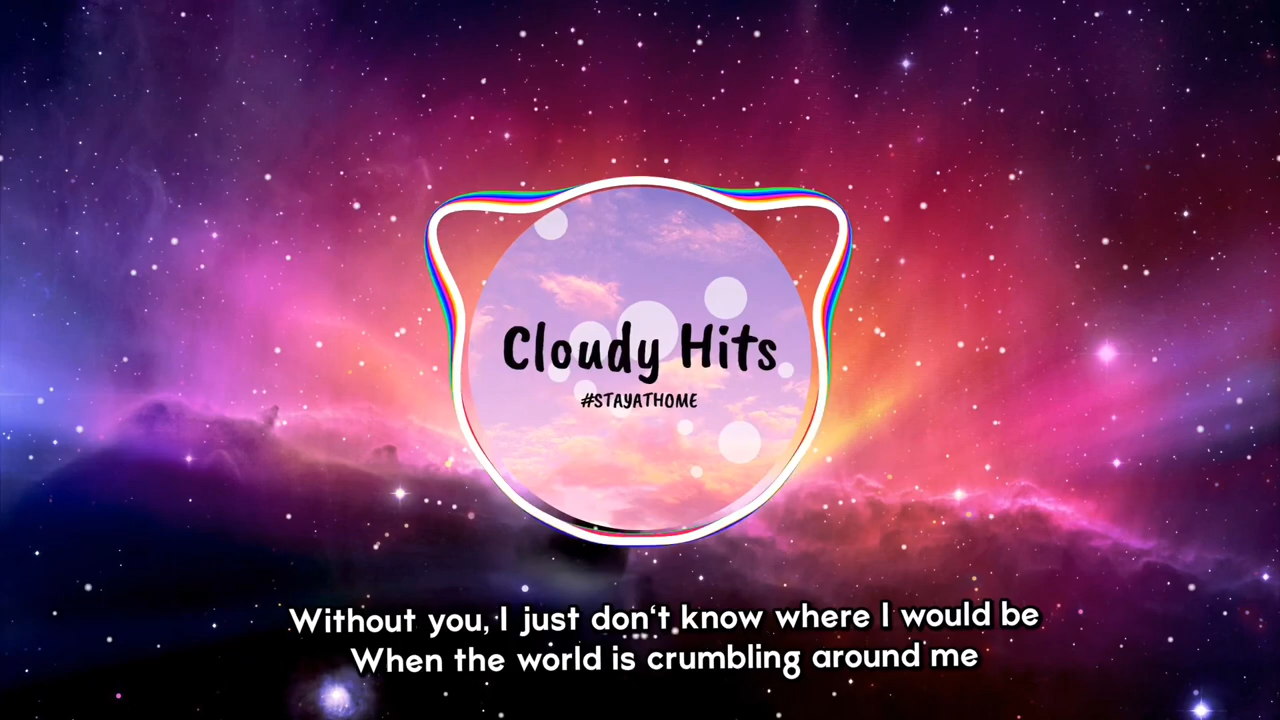 Cloudy Hits
#STAYATHOME
Without you, I just don‘t know where I would be
When the world is crumbling around me